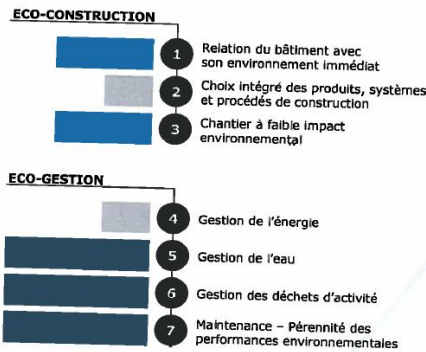 ECO-CONSTRUCTION
1 Relation du bâtiment avec
son environnement immédiat
2 Choix intégré des produits, systèmes
et procédés de construction
3 Chantier à faible impact
environnemental
ECO-GESTION
4 Gestion de l'énergie
5 Gestion de l'eau
6 Gestion des déchets d'activité
7 Maintenance – Pérennité des
performances environnementales